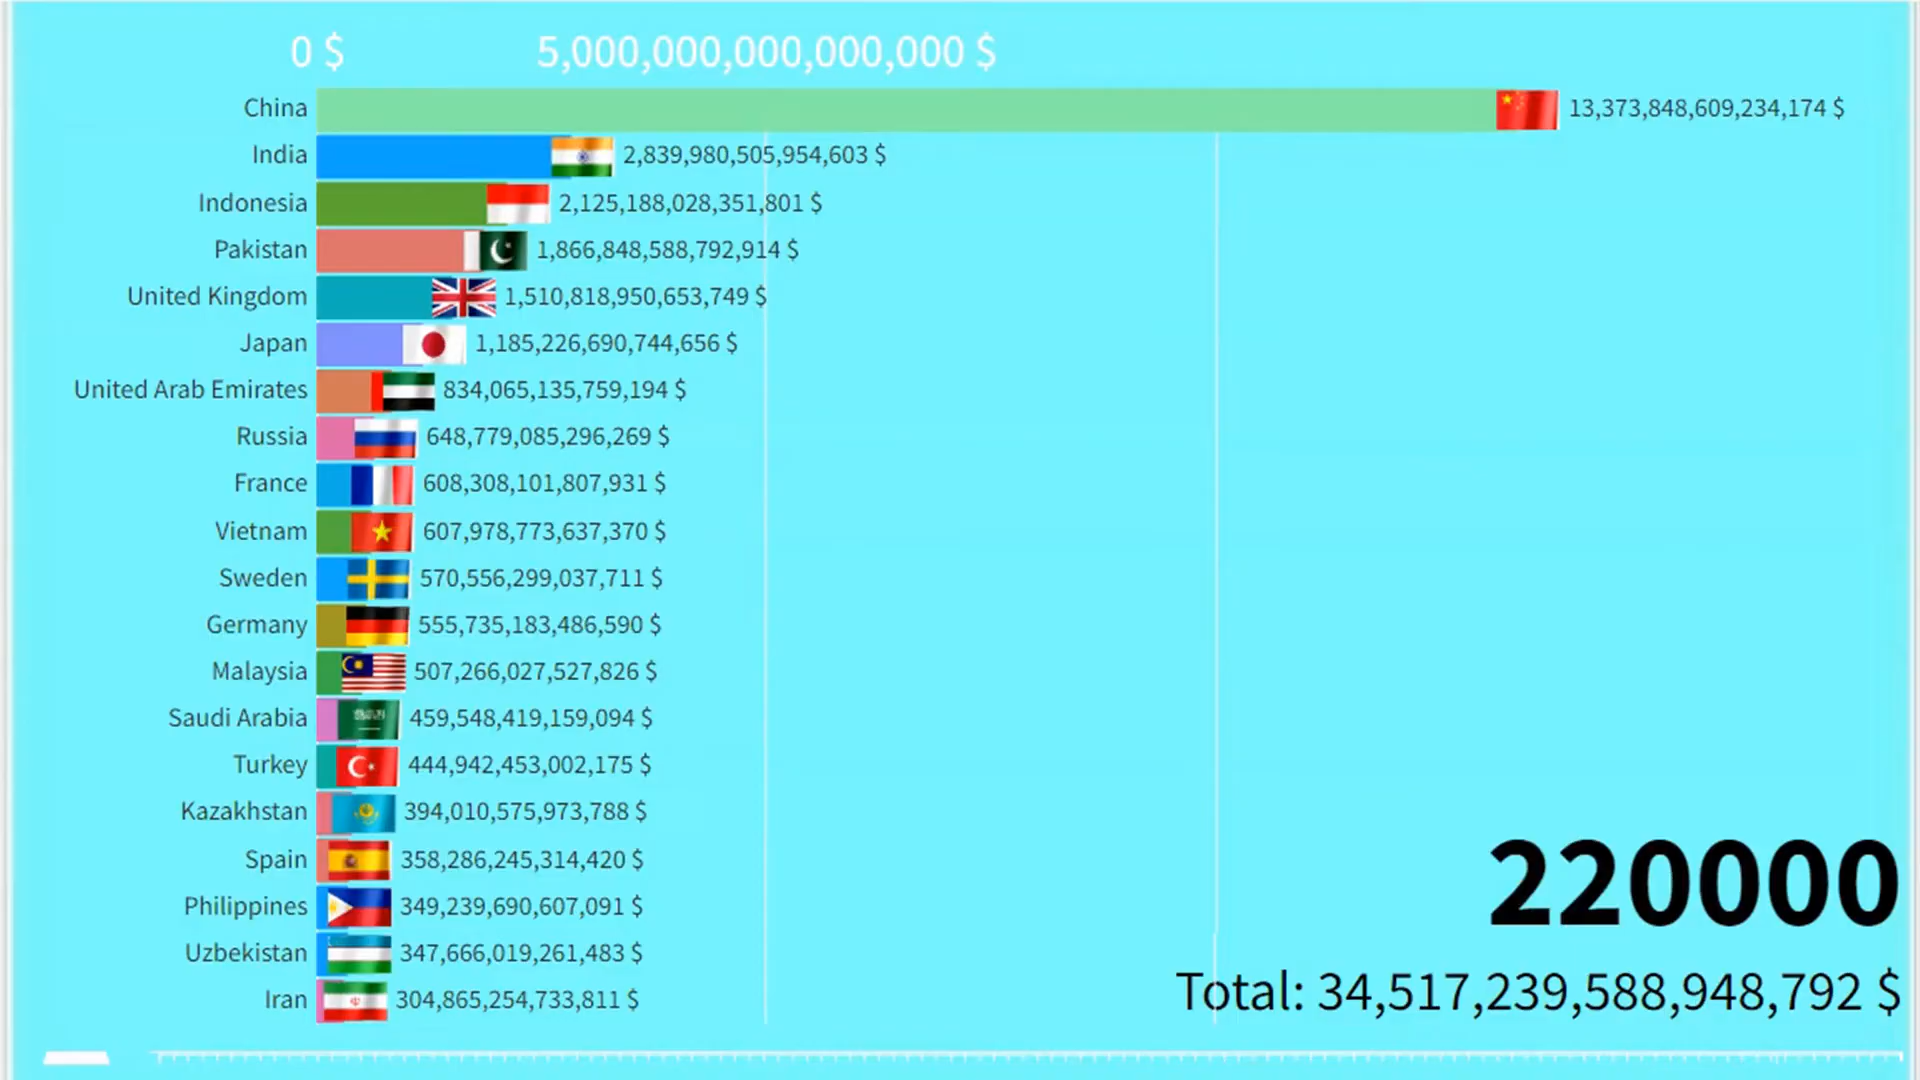 0 $ 5,000,000,000,000,000 $
China 13,373,848,609,234,174 $
India 2,839,980,505,954,603 $
Indonesia 2,125,188,028,351,801 $
Pakistan 1,866,848,588,792,914 $
United Kingdom 1,510,818,950,653,749 $
Japan 1,185,226,690,744,656 $
United Arab Emirates 834,065,135,759,194 $
Russia 648,779,085,296,269 $
France 608,308,101,807,931 $
Vietnam 607,978,773,637,370 $
Sweden 570,556,299,037,711 $
Germany 555,735,183,486,590 $
Malaysia 507,266,027,527,826 $
Saudi Arabia 459,548,419,159,094 $
Turkey 444,942,453,002,175 $
Kazakhstan 394,010,575,973,788 $
Spain 358,286,245,314,420 $
Philippines 349,239,690,607,091 $
Uzbekistan 347,666,019,261,483 $
Iran 304,865,254,733,811 $
220000
Total: 34,517,239,588,948,792 $